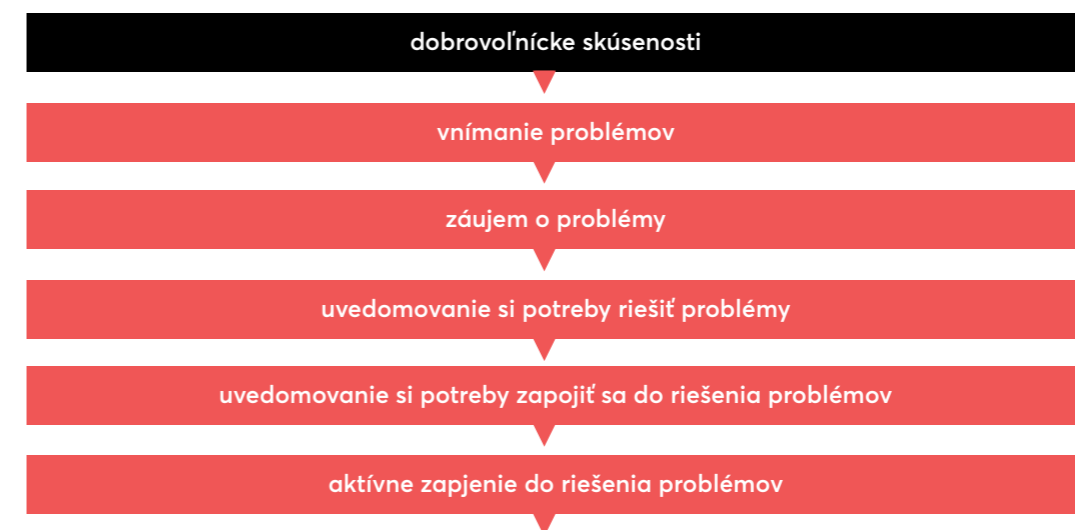 dobrovoľnícke skúsenosti
vnímanie problémov
záujem o problémy
uvedomovanie si potreby riešiť problémy
uvedomovanie si potreby zapojiť sa do riešenia problémov
aktívne zapjenie do riešenia problémov